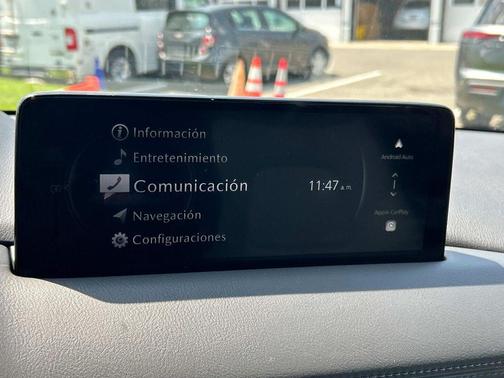 Información
Entretenimiento
Comunicación
11:47 a.m.
Navegación
Configuraciones
Android Auto
Apple CarPlay